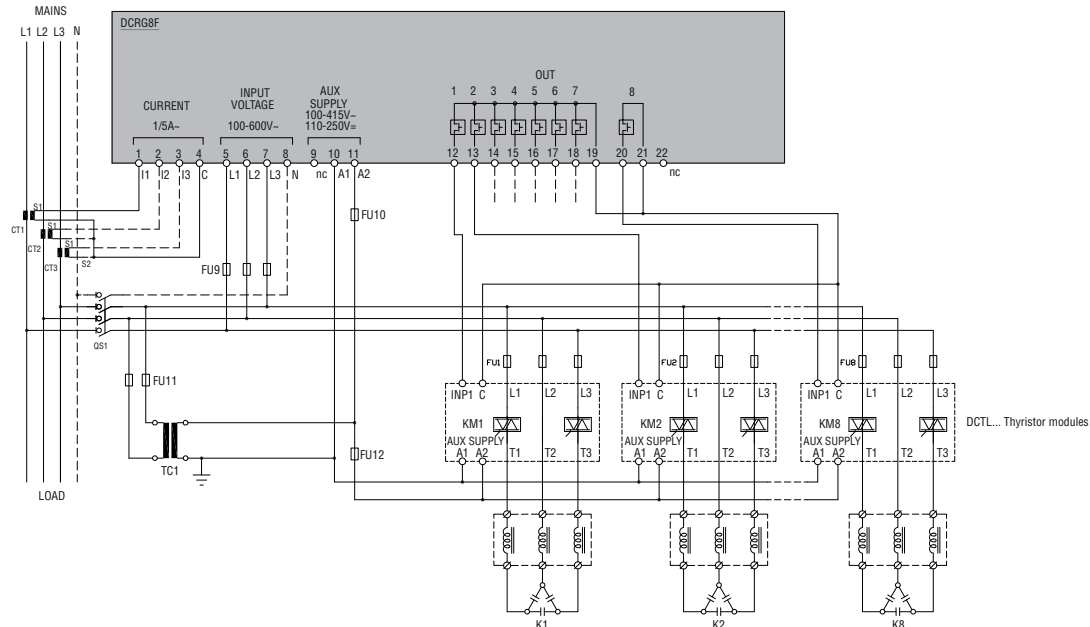 MAINS
L1 L2 L3 N
DCRG8F
CURRENT
1/5A~
INPUT
VOLTAGE
100-600V~
AUX
SUPPLY
100-415V~
110-250V=
OUT
1 2 3 4 5 6 7 8
1 2 3 4 5 6 7 8 9 10 11 12 13 14 15 16 17 18 19 20 21 22
I1 I2 I3 C L1 L2 L3 N nc A1 A2 nc
FU10
S1
CT1
S1
CT2
S1
CT3
S2
FU9
QS1
FU11
FU1 FU2 FU8
INP1 C L1 L2 L3 INP1 C L1 L2 L3 INP1 C L1 L2 L3
KM1 KM2 KM8
DCTL... Thyristor modules
AUX SUPPLY AUX SUPPLY AUX SUPPLY
A1 A2 T1 T2 T3 A1 A2 T1 T2 T3 A1 A2 T1 T2 T3
FU12
TC1
LOAD
K1 K2 K8